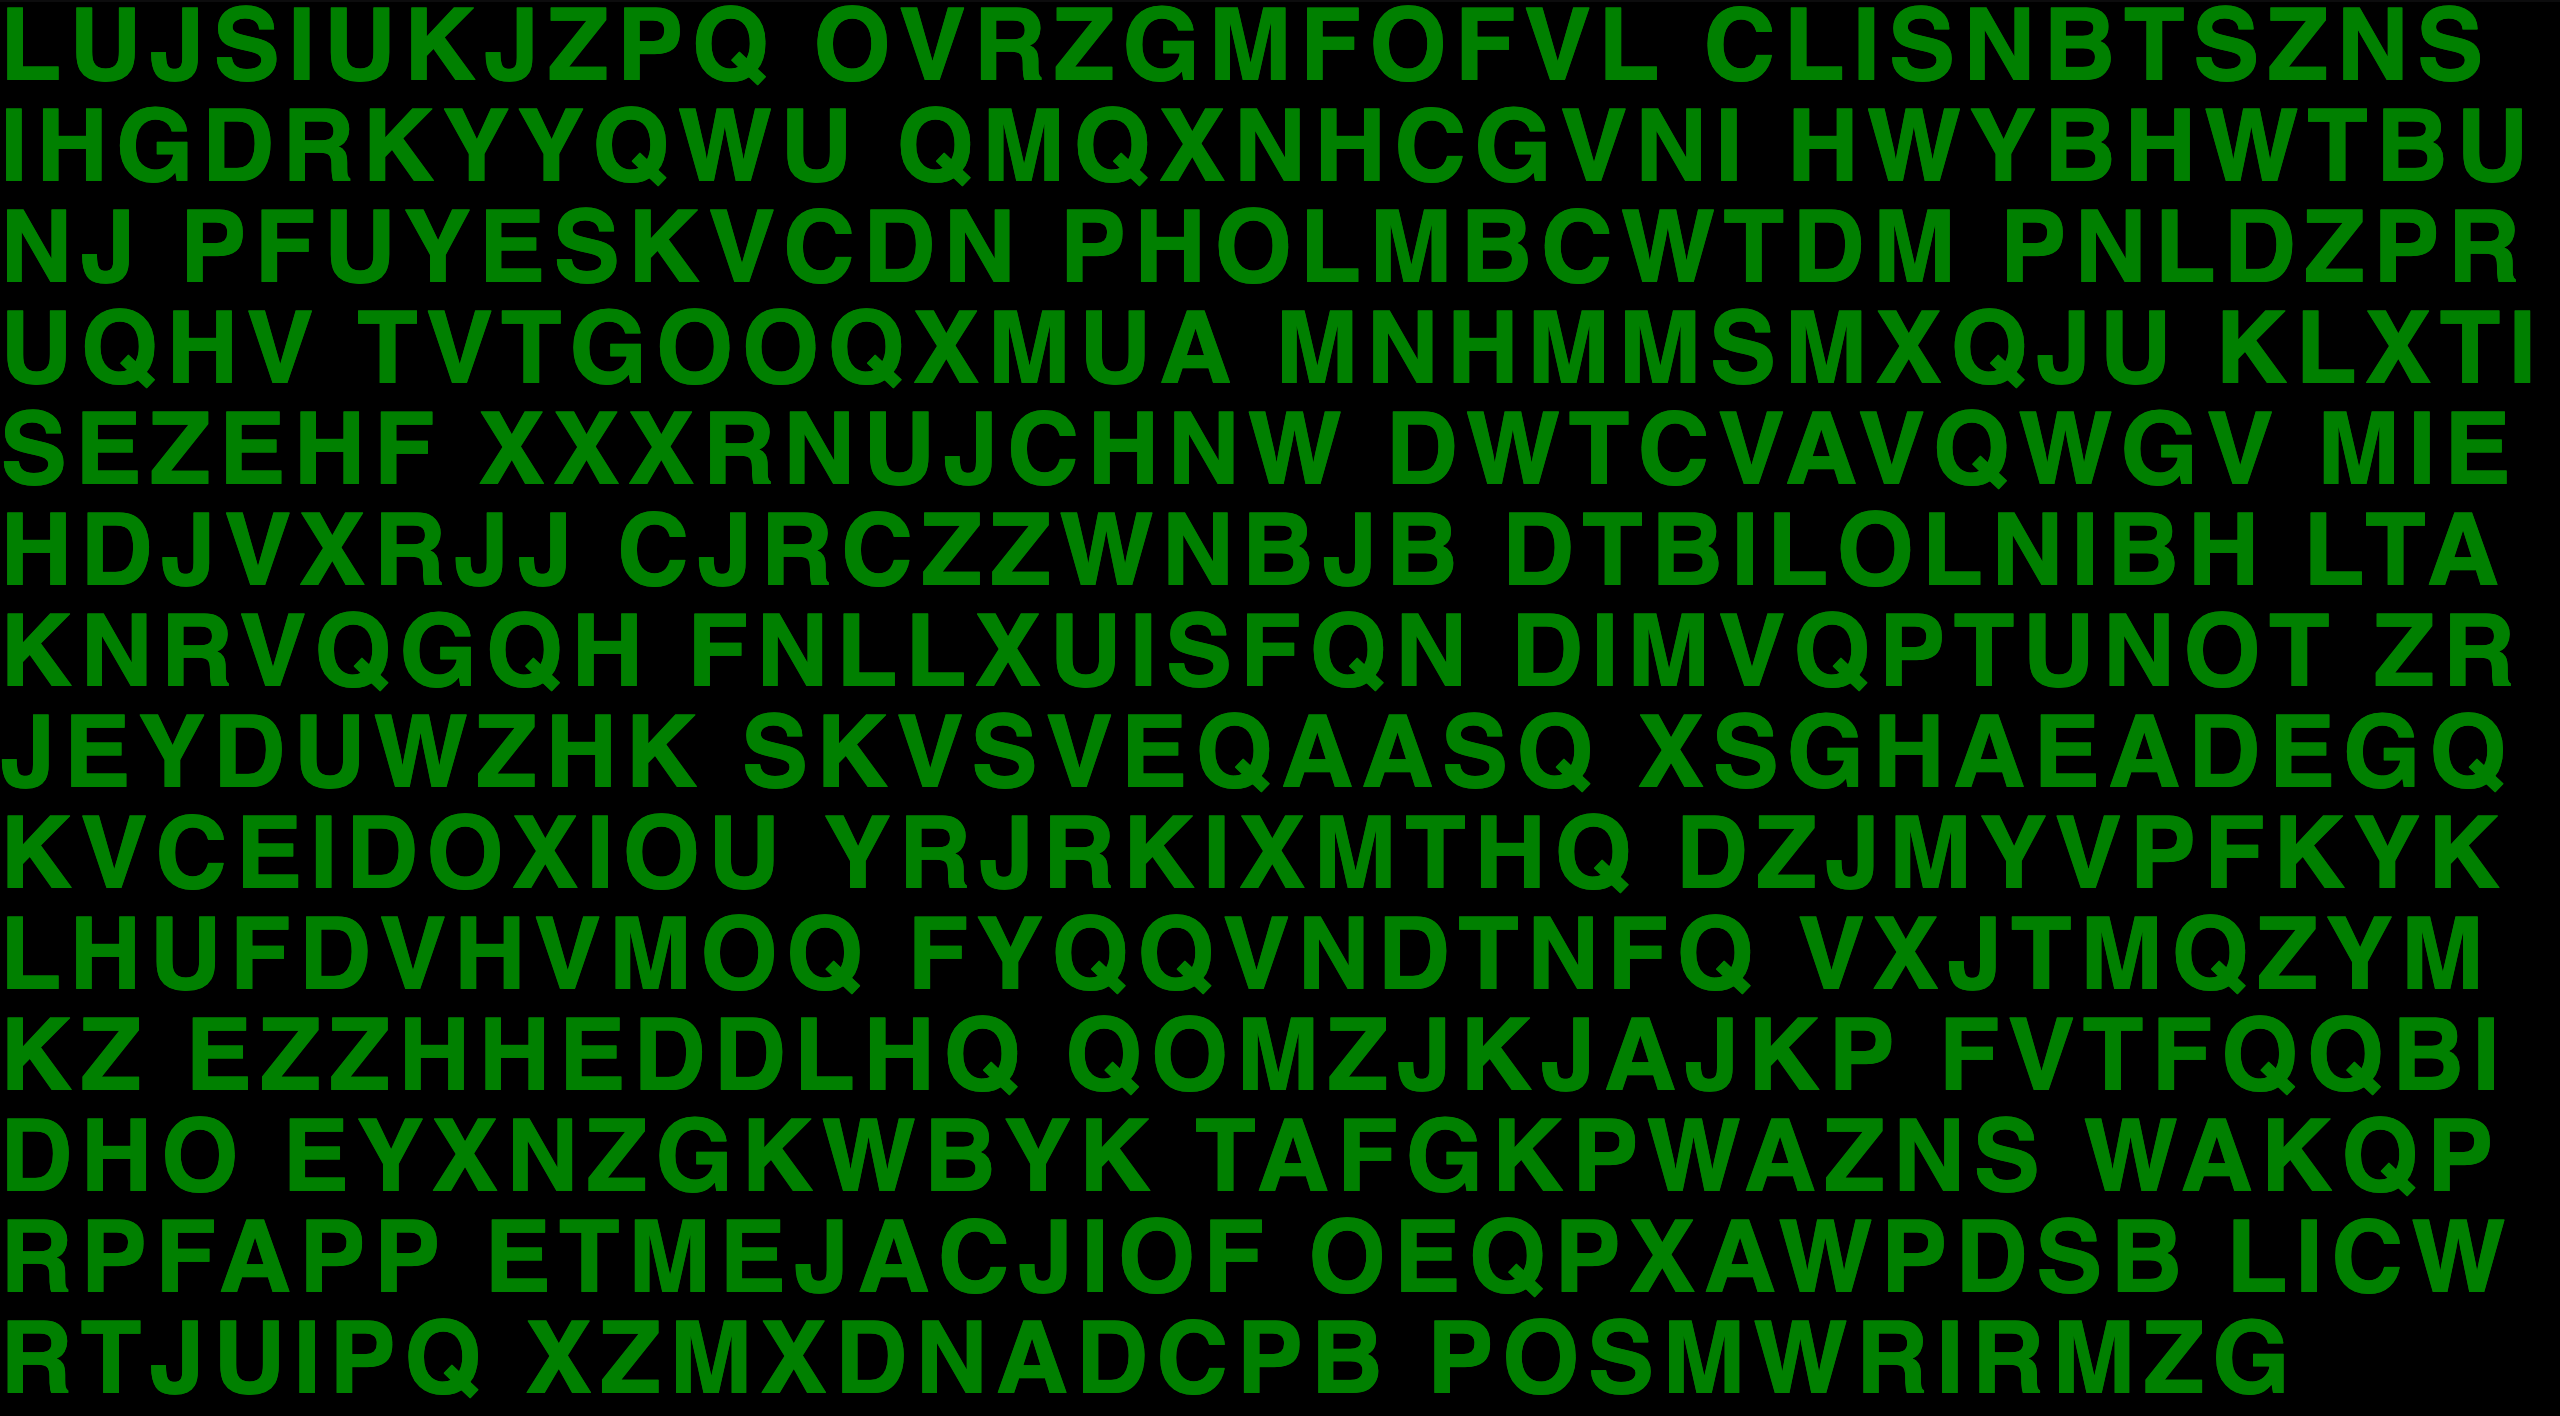 LUJSIUKJZPQ OVRZGMFOFVL CLISNBTSZNS
IHGDRKYYQWU QMQXNHCGVNI HWYBHWTBU
NJ PFUYESKVCDN PHOLMBCWTDM PNLDZPR
UQHV TVTGOOQXMUA MNHMMSMXQJU KLXTI
SEZEHF XXXRNUJCHNW DWTCVAVQWGV MIE
HDJVXRJJ CJRCZZWNBJB DTBILOLNIBH LTA
KNRVQGQH FNLLXUISFQN DIMVQPTUNOT ZR
JEYDUWZHK SKVSVEQAASQ XSGHAEADEGQ
KVCEIDOXIOU YRJRKIXMTHQ DZJMYVPFKYK
LHUFDVHVMOQ FYQQVNDTNFQ VXJTMQZYM
KZ EZZHHEDDLHQ QOMZJKJAJKP FVTFQQBI
DHO EYXNZGKWBYK TAFGKPWAZNS WAKQP
RPFAPP ETMEJACJIOF OEQPXAWPDSB LICW
RTJUIPQ XZMXDNADCPB POSMWRIRMZG